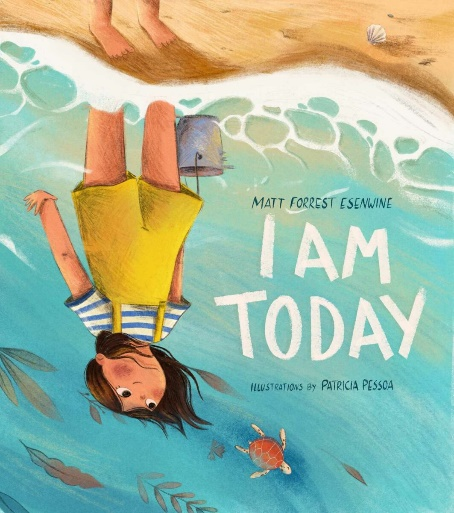 MATT FORREST ESENWINE
I AM
TODAY
ILLUSTRATIONS BY PATRICIA PESSOA